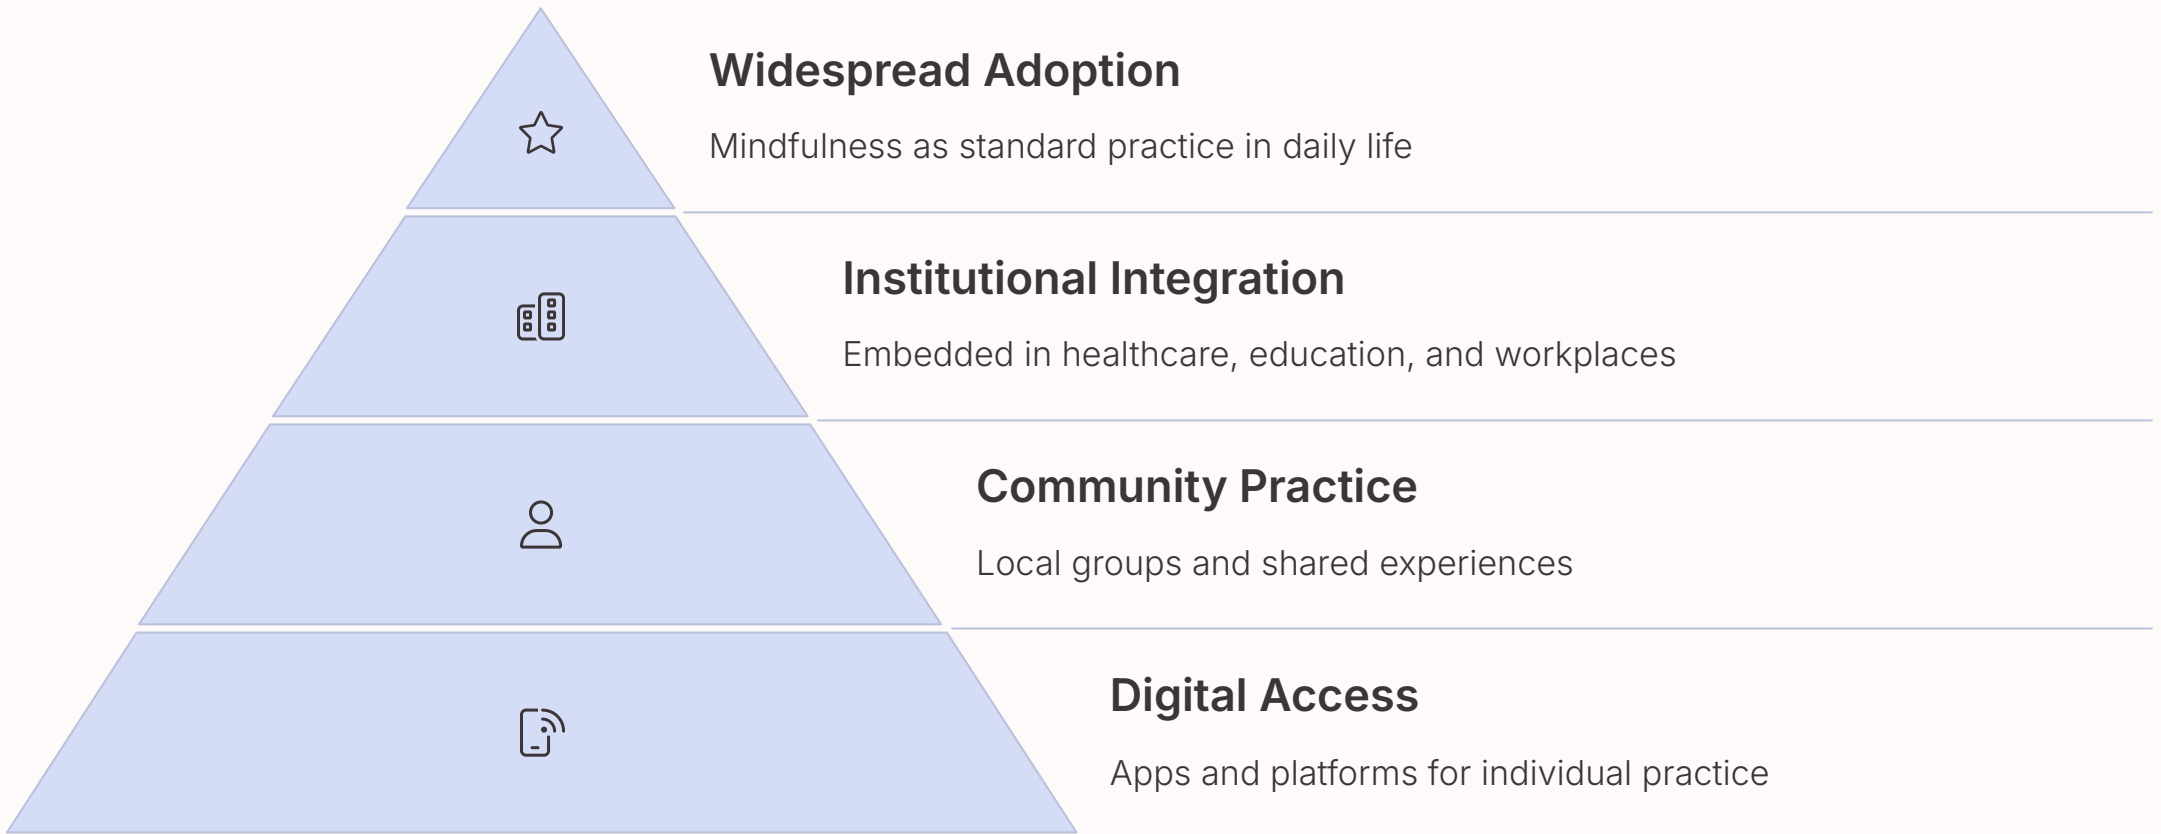 Widespread Adoption
Mindfulness as standard practice in daily life
Institutional Integration
Embedded in healthcare, education, and workplaces
Community Practice
Local groups and shared experiences
Digital Access
Apps and platforms for individual practice